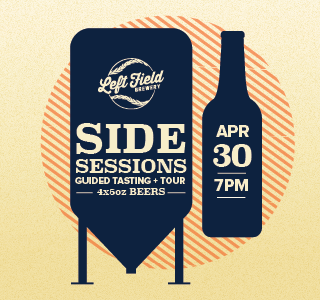 Left Field
BREWERY
SIDE
SESSIONS
GUIDED TASTING + TOUR
4x5oz BEERS
APR
30
7PM